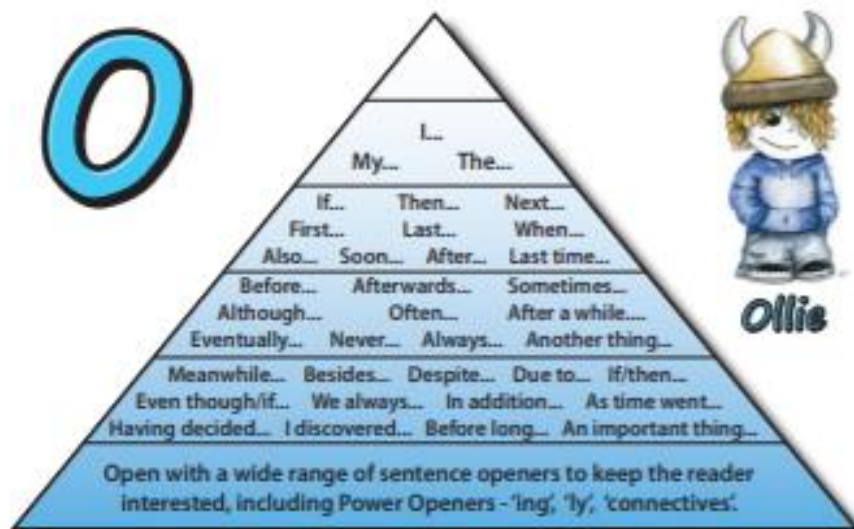 O
I...
My... The...
If... Then... Next...
First... Last... When...
Also... Soon... After... Last time...
Before... Afterwards... Sometimes...
Although... Often... After a while....
Eventually... Never... Always... Another thing...
Meanwhile... Besides... Despite... Due to... If/then...
Even though/if... We always... In addition... As time went...
Having decided... I discovered... Before long... An important thing...
Open with a wide range of sentence openers to keep the reader
interested, including Power Openers - 'ing', 'ly', 'connectives'.
Ollie